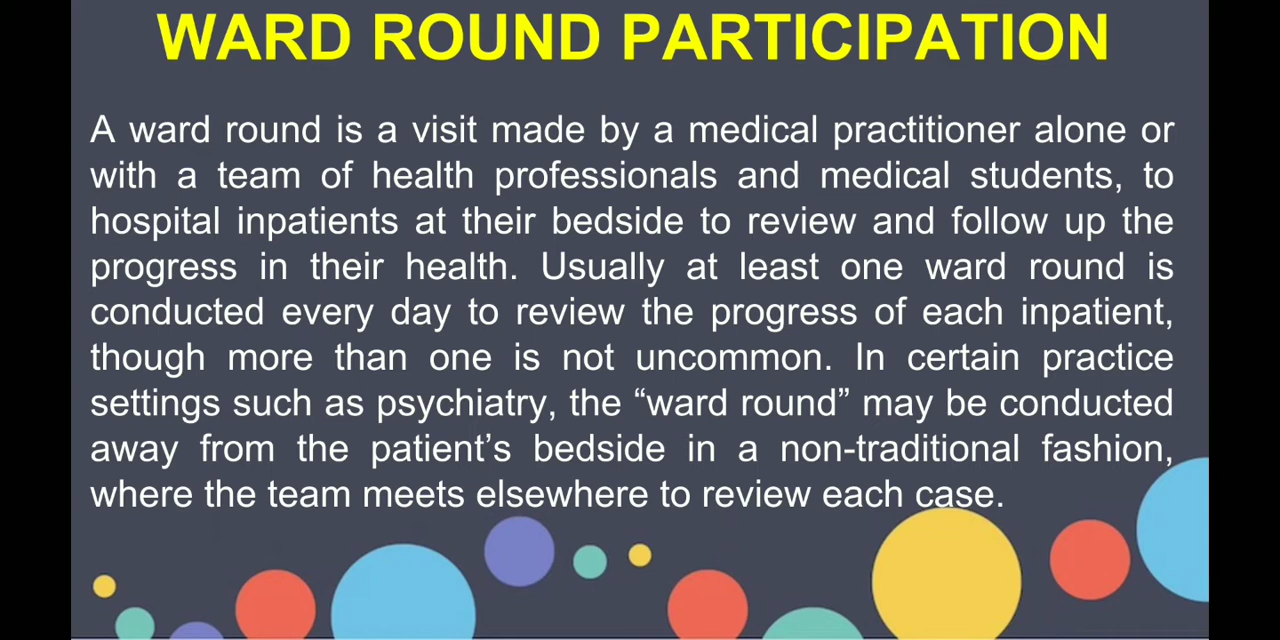 WARD ROUND PARTICIPATION
A ward round is a visit made by a medical practitioner alone or
with a team of health professionals and medical students, to
hospital inpatients at their bedside to review and follow up the
progress in their health. Usually at least one ward round is
conducted every day to review the progress of each inpatient,
though more than one is not uncommon. In certain practice
settings such as psychiatry, the “ward round” may be conducted
away from the patient’s bedside in a non-traditional fashion,
where the team meets elsewhere to review each case.